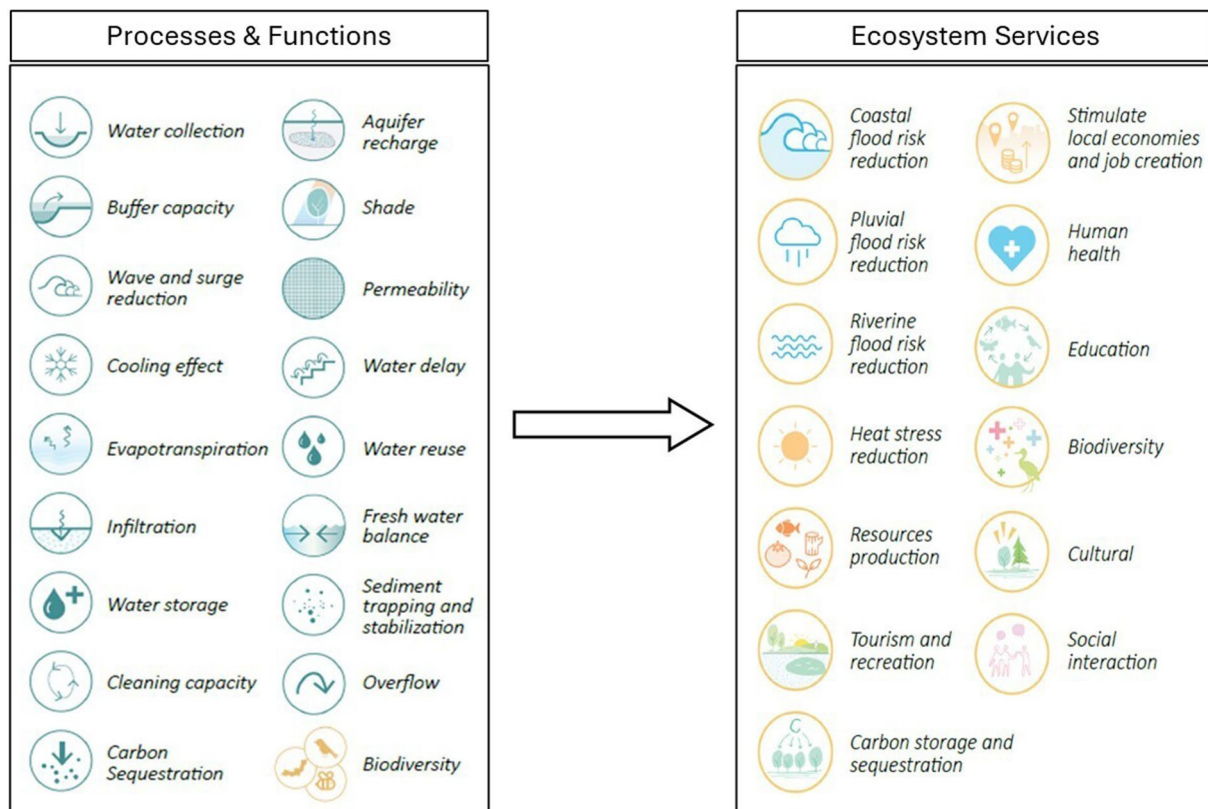 Processes & Functions
Water collection
Aquifer
recharge
Buffer capacity
Shade
Wave and surge
reduction
Permeability
Cooling effect
Water delay
Evapotranspiration
Water reuse
Infiltration
Fresh water
balance
Water storage
Sediment
trapping and
stabilization
Cleaning capacity
Overflow
Carbon
Sequestration
Biodiversity
Ecosystem Services
Coastal
flood risk
reduction
Stimulate
local economies
and job creation
Pluvial
flood risk
reduction
Human
health
Riverine
flood risk
reduction
Education
Heat stress
reduction
Biodiversity
Resources
production
Cultural
Tourism and
recreation
Social
interaction
C
Carbon storage and
sequestration